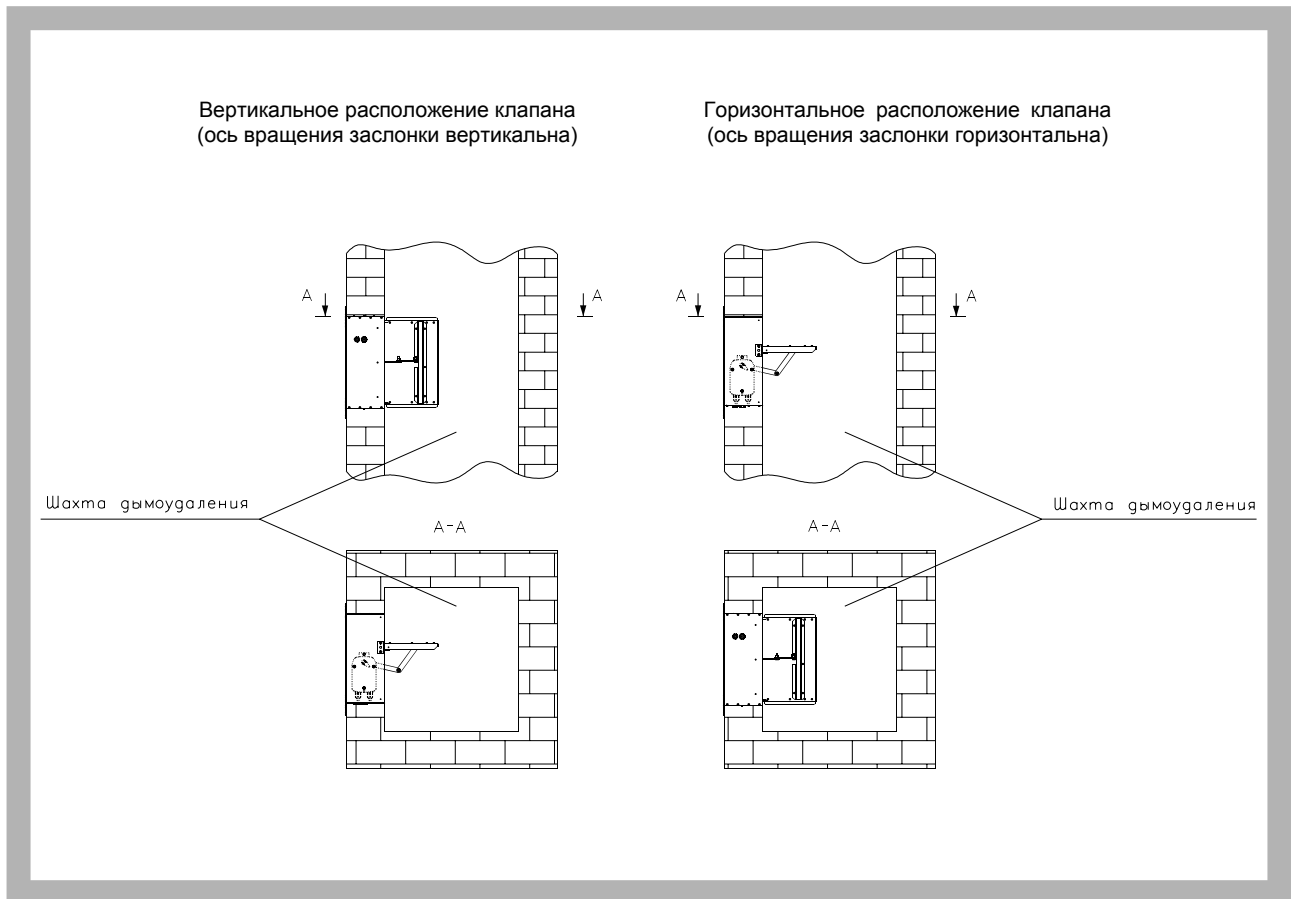 Вертикальное расположение клапана
(ось вращения заслонки вертикальна)
Горизонтальное расположение клапана
(ось вращения заслонки горизонтальна)
А А А А
Шахта дымоудаления
Шахта дымоудаления
А-А
А-А